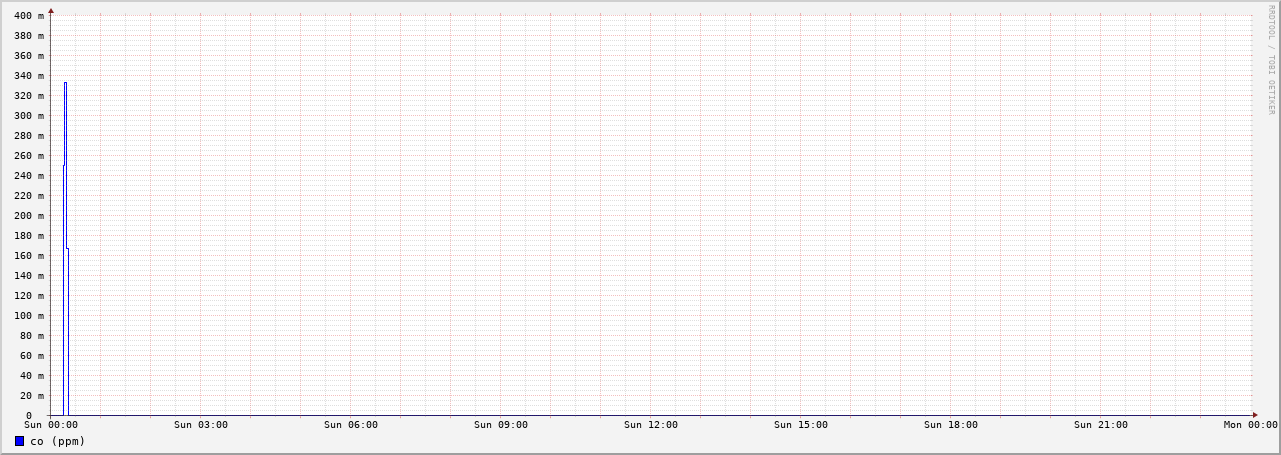 RRDTOOL / TOBI OETIKER
400 m
380 m
360 m
340 m
320 m
300 m
280 m
260 m
240 m
220 m
200 m
180 m
160 m
140 m
120 m
100 m
80 m
60 m
40 m
20 m
0
Sun 00:00 Sun 03:00 Sun 06:00 Sun 09:00 Sun 12:00 Sun 15:00 Sun 18:00 Sun 21:00 Mon 00:00
co (ppm)